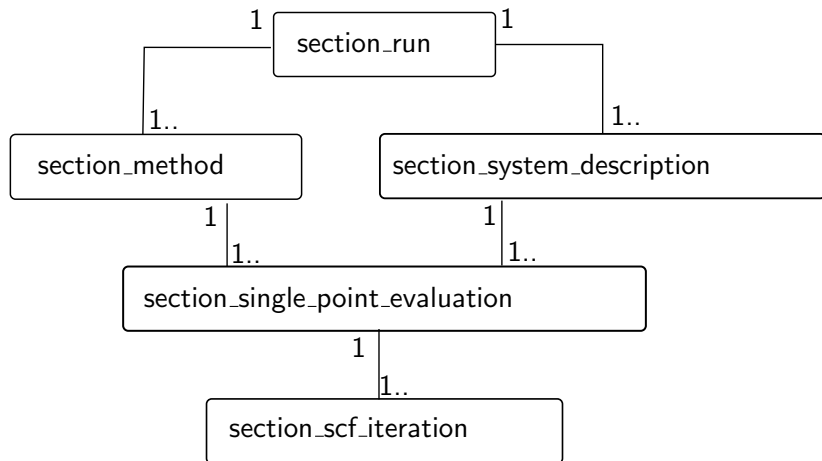 1 section_run 1
1.. 1..
section_method section_system_description
1 1
1.. 1..
section_single_point_evaluation
1
1..
section_scf_iteration